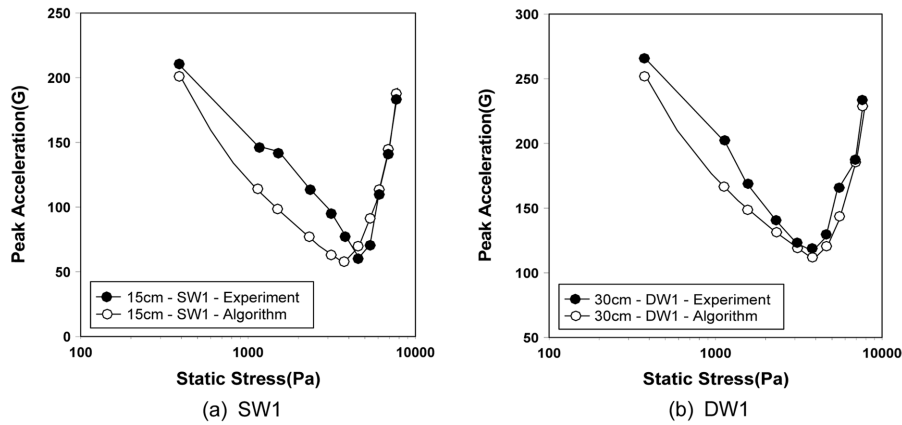 250
200
150
100
50
0
Peak Acceleration(G)
15cm - SW1 - Experiment
15cm - SW1 - Algorithm
100
1000
10000
Static Stress(Pa)
(a) SW1
300
250
200
150
100
50
Peak Acceleration(G)
30cm - DW1 - Experiment
30cm - DW1 - Algorithm
100
1000
10000
Static Stress(Pa)
(b) DW1